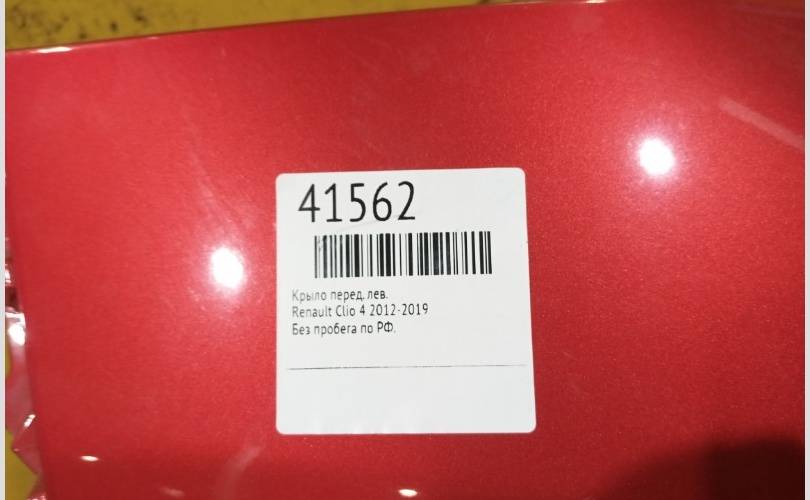 41562
Крыло перед. лев.
Renault Clio 4 2012-2019
Без пробега по РФ.